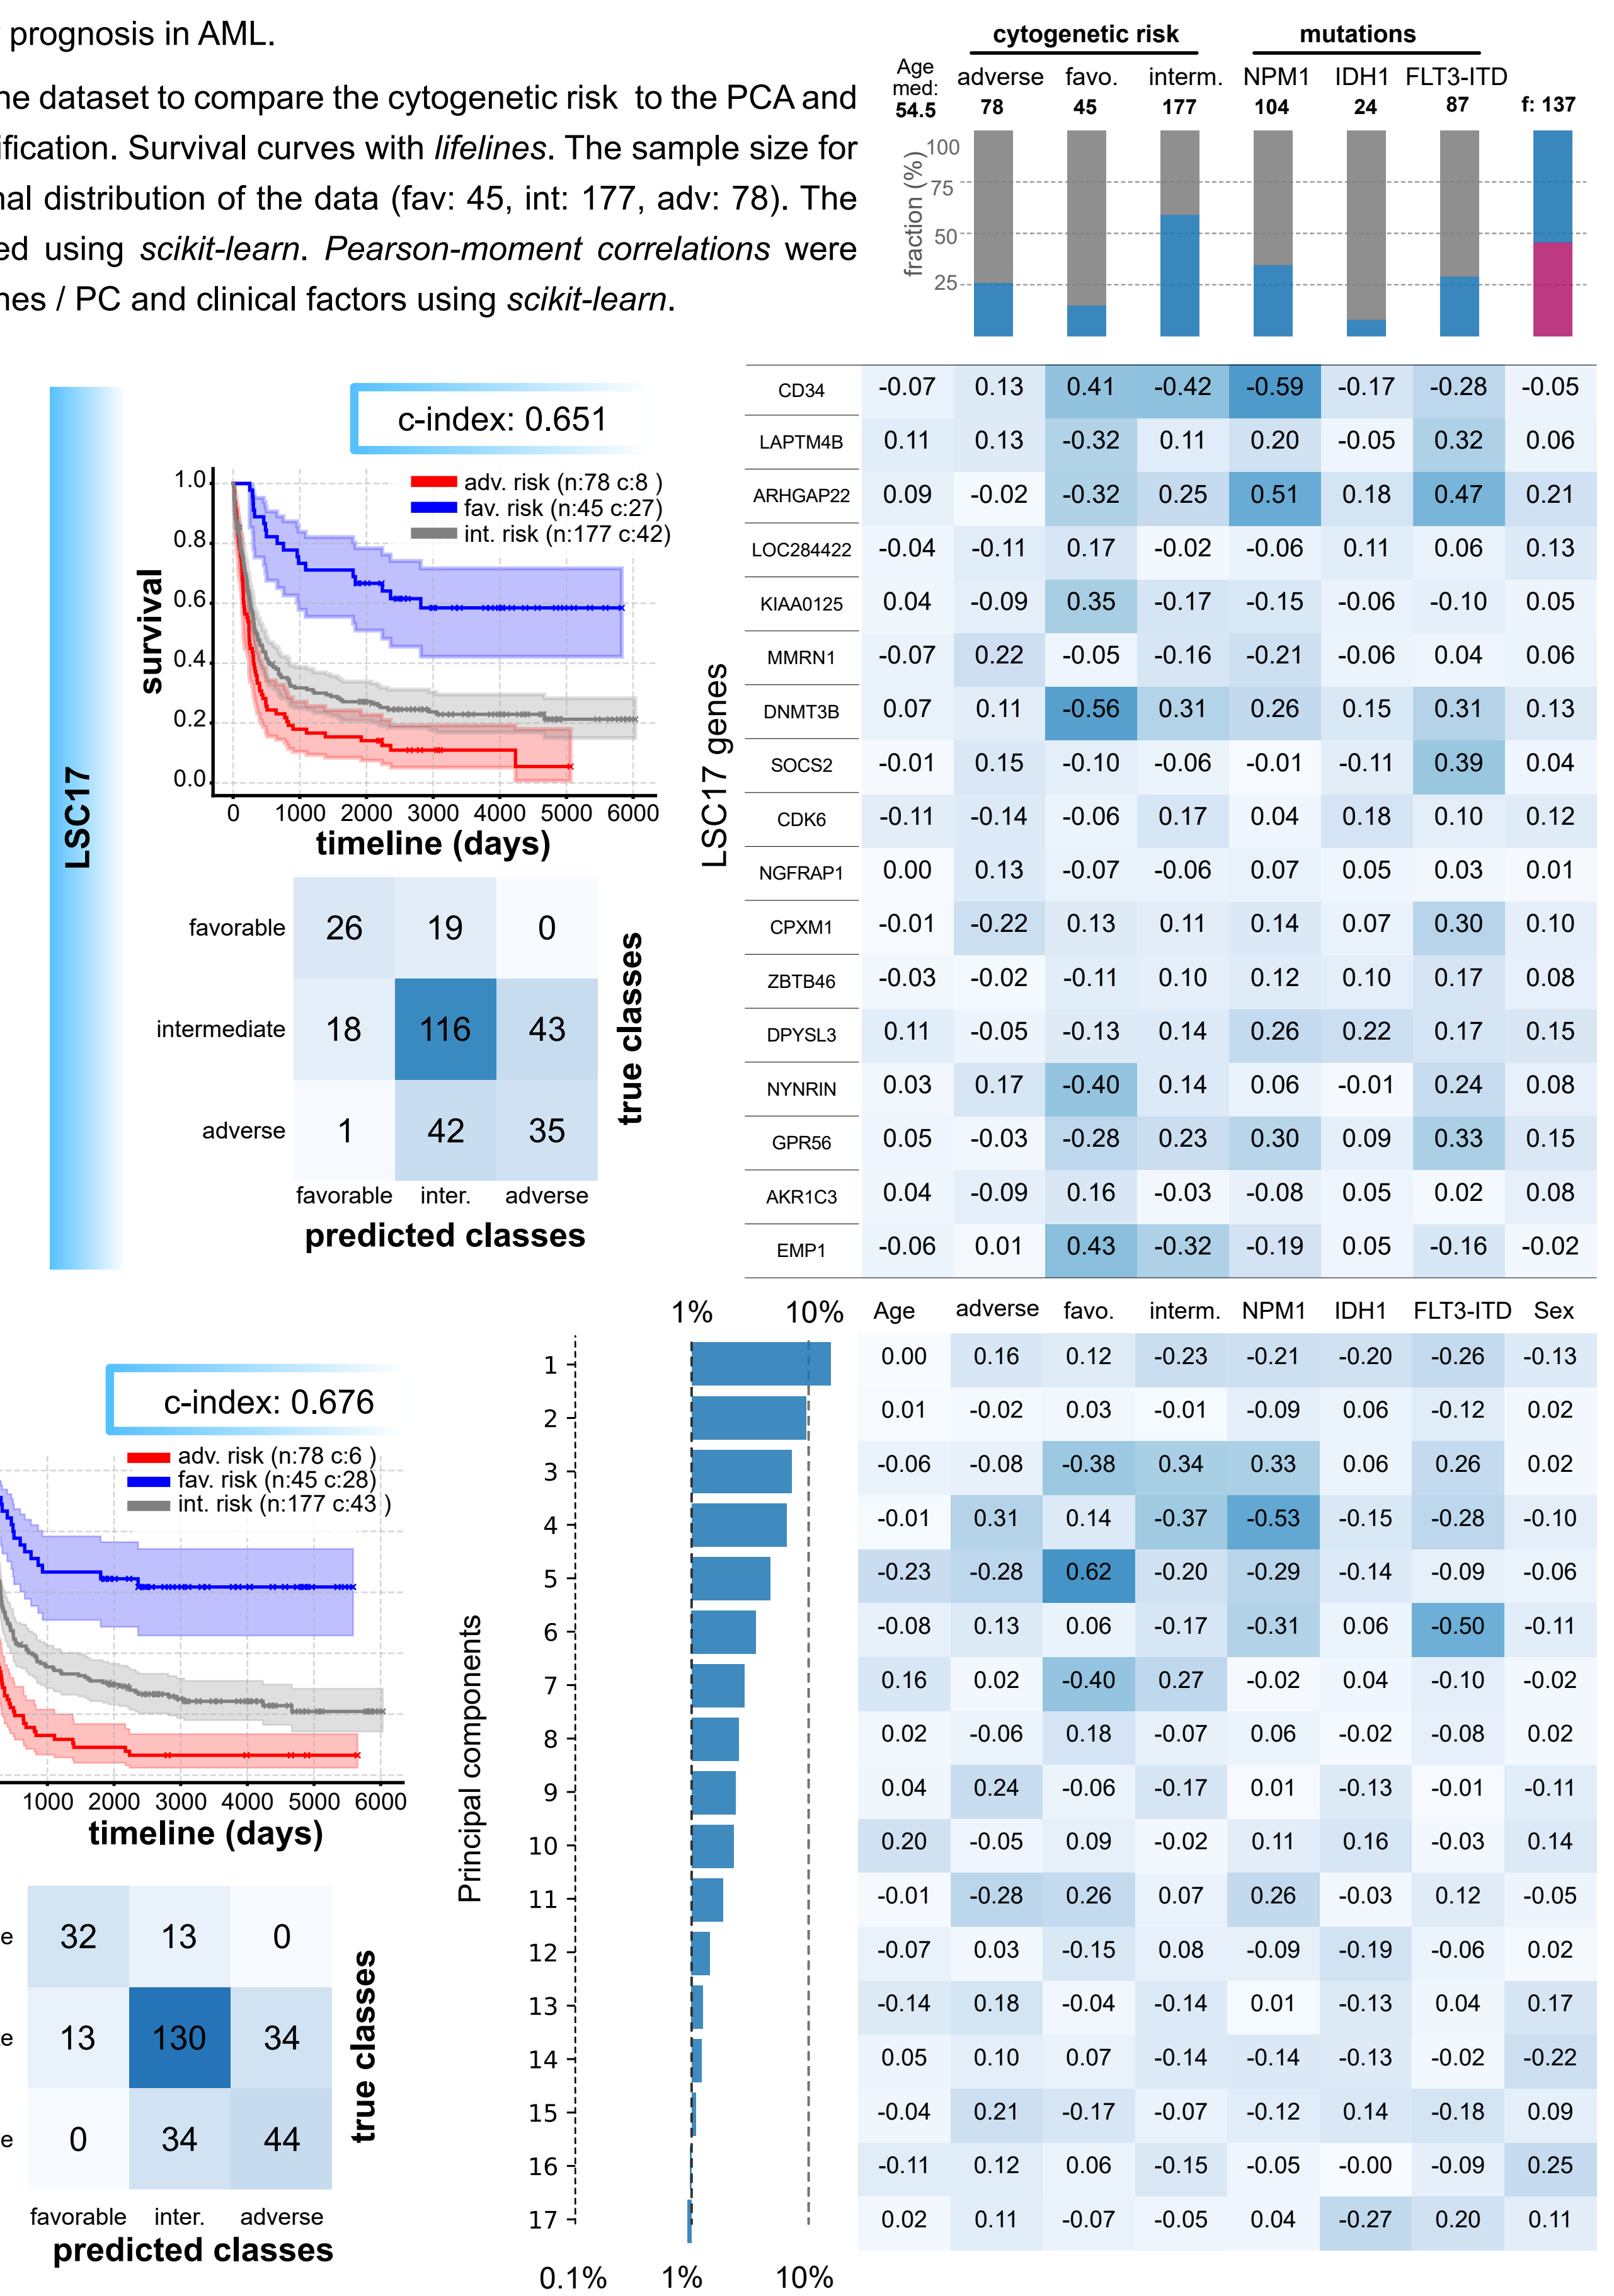 prognosis in AML.
dataset to compare the cytogenetic risk to the PCA and
Survival curves with lifelines. The sample size for
distribution of the data (fav: 45, int: 177, adv: 78). The
using scikit-learn. Pearson-moment correlations were
/ PC and clinical factors using scikit-learn.
cytogenetic risk mutations
Age med: 54.5
adverse favo. interm. NPM1 IDH1 FLT3-ITD
78 45 177 104 24 87 f: 137
fraction (%)
100
75
50
25
LSC17
c-index: 0.651
adv. risk (n:78 c:8 )
fav. risk (n:45 c:27)
int. risk (n:177 c:42)
survival
1.0
0.8
0.6
0.4
0.2
0.0
0 1000 2000 3000 4000 5000 6000
timeline (days)
favorable 26 19 0
intermediate 18 116 43
adverse 1 42 35
favorable inter. adverse
predicted classes
true classes
LSC17 genes
CD34 -0.07 0.13 0.41 -0.42 -0.59 -0.17 -0.28 -0.05
LAPTM4B 0.11 0.13 -0.32 0.11 0.20 -0.05 0.32 0.06
ARHGAP22 0.09 -0.02 -0.32 0.25 0.51 0.18 0.47 0.21
LOC284422 -0.04 -0.11 0.17 -0.02 -0.06 0.11 0.06 0.13
KIAA0125 0.04 -0.09 0.35 -0.17 -0.15 -0.06 -0.10 0.05
MMRN1 -0.07 0.22 -0.05 -0.16 -0.21 -0.06 0.04 0.06
DNMT3B 0.07 0.11 -0.56 0.31 0.26 0.15 0.31 0.13
SOCS2 -0.01 0.15 -0.10 -0.06 -0.01 -0.11 0.39 0.04
CDK6 -0.11 -0.14 -0.06 0.17 0.04 0.18 0.10 0.12
NGFRAP1 0.00 0.13 -0.07 -0.06 0.07 0.05 0.03 0.01
CPXM1 -0.01 -0.22 0.13 0.11 0.14 0.07 0.30 0.10
ZBTB46 -0.03 -0.02 -0.11 0.10 0.12 0.10 0.17 0.08
DPYSL3 0.11 -0.05 -0.13 0.14 0.26 0.22 0.17 0.15
NYNRIN 0.03 0.17 -0.40 0.14 0.06 -0.01 0.24 0.08
GPR56 0.05 -0.03 -0.28 0.23 0.30 0.09 0.33 0.15
AKR1C3 0.04 -0.09 0.16 -0.03 -0.08 0.05 0.02 0.08
EMP1 -0.06 0.01 0.43 -0.32 -0.19 0.05 -0.16 -0.02
c-index: 0.676
adv. risk (n:78 c:6 )
fav. risk (n:45 c:28)
int. risk (n:177 c:43 )
1000 2000 3000 4000 5000 6000
timeline (days)
32 13 0
13 130 34
0 34 44
favorable inter. adverse
predicted classes
true classes
Principal components
1% 10% Age adverse favo. interm. NPM1 IDH1 FLT3-ITD Sex
1 0.00 0.16 0.12 -0.23 -0.21 -0.20 -0.26 -0.13
2 0.01 -0.02 0.03 -0.01 -0.09 0.06 -0.12 0.02
3 -0.06 -0.08 -0.38 0.34 0.33 0.06 0.26 0.02
4 -0.01 0.31 0.14 -0.37 -0.53 -0.15 -0.28 -0.10
5 -0.23 -0.28 0.62 -0.20 -0.29 -0.14 -0.09 -0.06
6 -0.08 0.13 0.06 -0.17 -0.31 0.06 -0.50 -0.11
7 0.16 0.02 -0.40 0.27 -0.02 0.04 -0.10 -0.02
8 0.02 -0.06 0.18 -0.07 0.06 -0.02 -0.08 0.02
9 0.04 0.24 -0.06 -0.17 0.01 -0.13 -0.01 -0.11
10 0.20 -0.05 0.09 -0.02 0.11 0.16 -0.03 0.14
11 -0.01 -0.28 0.26 0.07 0.26 -0.03 0.12 -0.05
12 -0.07 0.03 -0.15 0.08 -0.09 -0.19 -0.06 0.02
13 -0.14 0.18 -0.04 -0.14 0.01 -0.13 0.04 0.17
14 0.05 0.10 0.07 -0.14 -0.14 -0.13 -0.02 -0.22
15 -0.04 0.21 -0.17 -0.07 -0.12 0.14 -0.18 0.09
16 -0.11 0.12 0.06 -0.15 -0.05 -0.00 -0.09 0.25
17 0.02 0.11 -0.07 -0.05 0.04 -0.27 0.20 0.11
0.1% 1% 10%